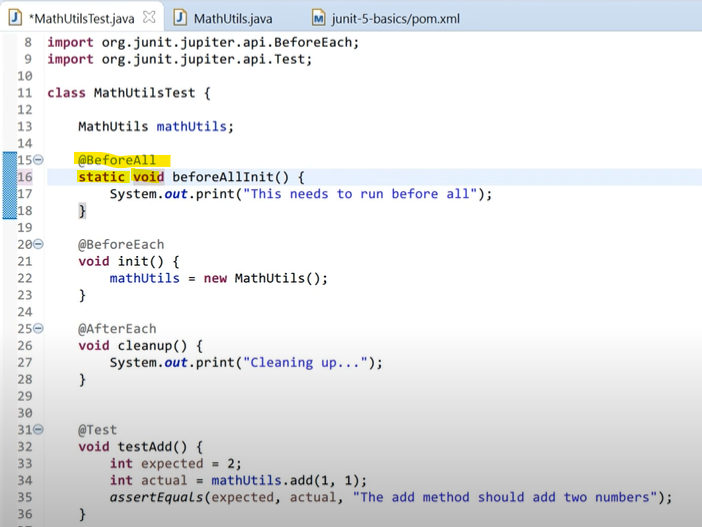 *MathUtilsTest.java MathUtils.java junit-5-basics/pom.xml
8 import org.junit.jupiter.api.BeforeEach;
9 import org.junit.jupiter.api.Test;
10
11 class MathUtilsTest {
12
13 MathUtils mathUtils;
14
15 @BeforeAll
16 static void beforeAllInit() {
17 System.out.print("This needs to run before all");
18 }
19
20 @BeforeEach
21 void init() {
22 mathUtils = new MathUtils();
23 }
24
25 @AfterEach
26 void cleanup() {
27 System.out.print("Cleaning up...");
28 }
29
30
31 @Test
32 void testAdd() {
33 int expected = 2;
34 int actual = mathUtils.add(1, 1);
35 assertEquals(expected, actual, "The add method should add two numbers");
36 }